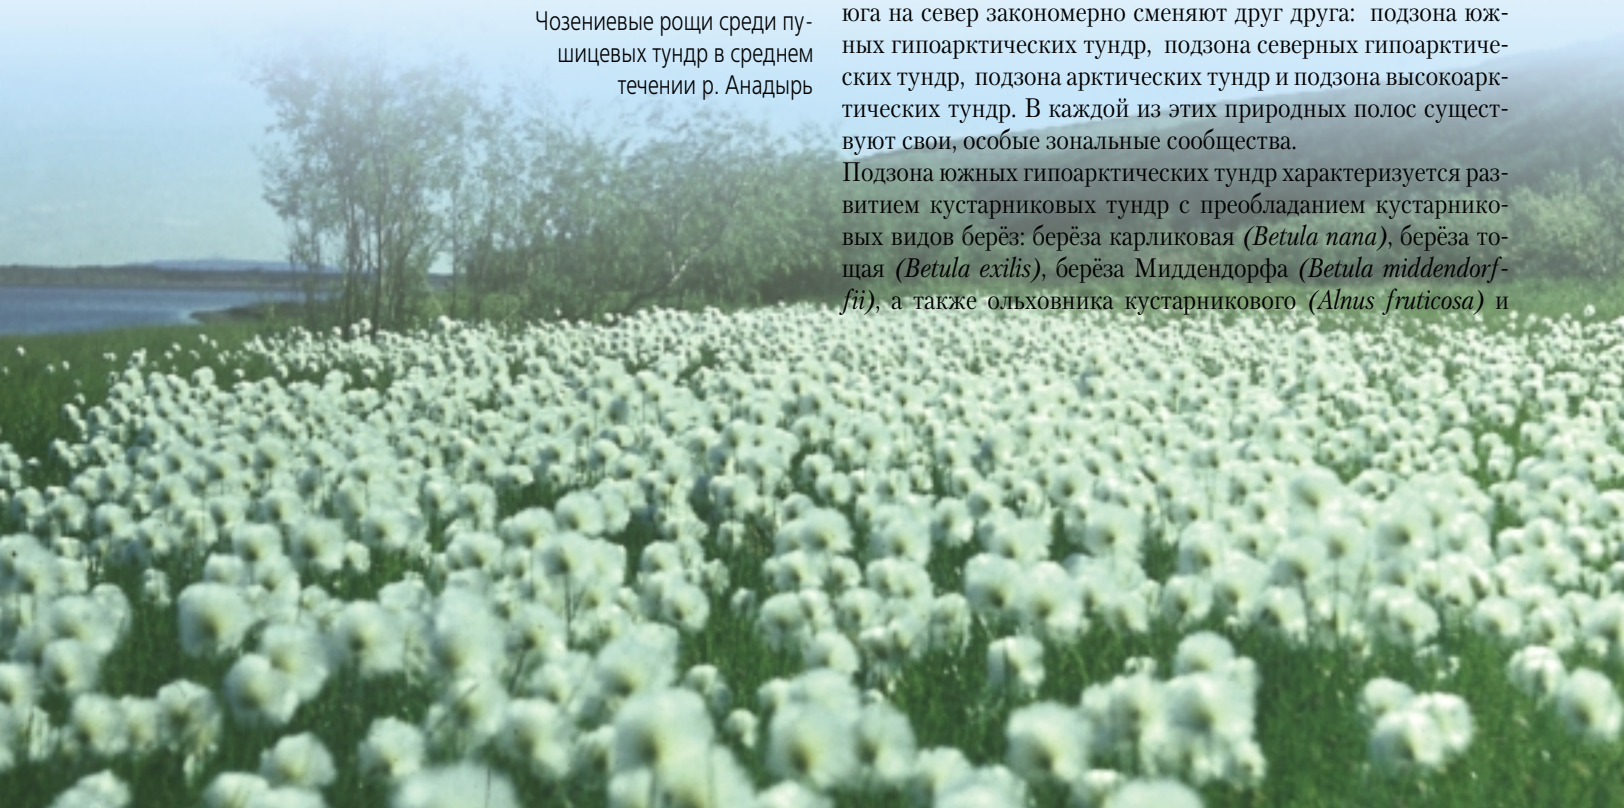 Чозениевые рощи среди пу-
шицевых тундр в среднем
течении р. Анадырь
юга на север закономерно сменяют друг друга: подзона юж-
ных гипоарктических тундр, подзона северных гипоарктиче-
ских тундр, подзона арктических тундр и подзона высокоарк-
тических тундр. В каждой из этих природных полос сущест-
вуют свои, особые зональные сообщества.
Подзона южных гипоарктических тундр характеризуется раз-
витием кустарниковых тундр с преобладанием кустарнико-
вых видов берёз: берёза карликовая (Betula nana), берёза то-
щая (Betula exilis), берёза Миддендорфа (Betula middendorf-
fii), а также ольховника кустарникового (Alnus fruticosa) и